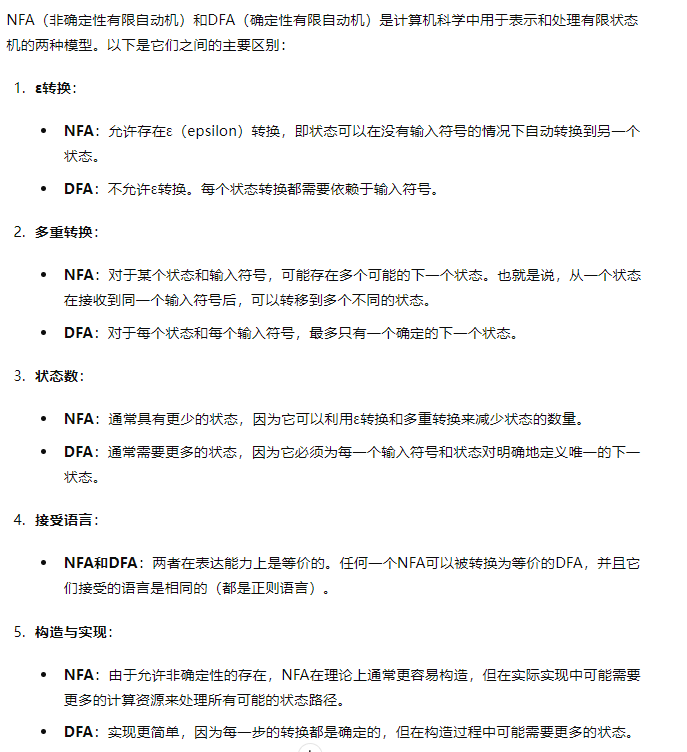 NFA（非确定性有限自动机）和DFA（确定性有限自动机）是计算机科学中用于表示和处理有限状态
机的两种模型。以下是它们之间的主要区别：
1. ε转换：
• NFA：允许存在ε（epsilon）转换，即状态可以在没有输入符号的情况下自动转换到另一个
状态。
• DFA：不允许ε转换。每个状态转换都需要依赖于输入符号。
2. 多重转换：
• NFA：对于某个状态和输入符号，可能存在多个可能的下一个状态。也就是说，从一个状态
在接收到同一个输入符号后，可以转移到多个不同的状态。
• DFA：对于每个状态和每个输入符号，最多只有一个确定的下一个状态。
3. 状态数：
• NFA：通常具有更少的状态，因为它可以利用ε转换和多重转换来减少状态的数量。
• DFA：通常需要更多的状态，因为它必须为每一个输入符号和状态对明确地定义唯一的下一
状态。
4. 接受语言：
• NFA和DFA：两者在表达能力上是等价的。任何一个NFA可以被转换为等价的DFA，并且它
们接受的语言是相同的（都是正则语言）。
5. 构造与实现：
• NFA：由于允许非确定性的存在，NFA在理论上通常更容易构造，但在实际实现中可能需要
更多的计算资源来处理所有可能的状态路径。
• DFA：实现更简单，因为每一步的转换都是确定的，但在构造过程中可能需要更多的状态。